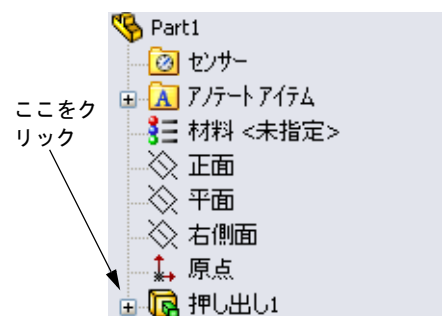 Part1
センサー
アノテート アイテム
ここをク
リック
材料 <未指定>
正面
平面
右側面
原点
押し出し1